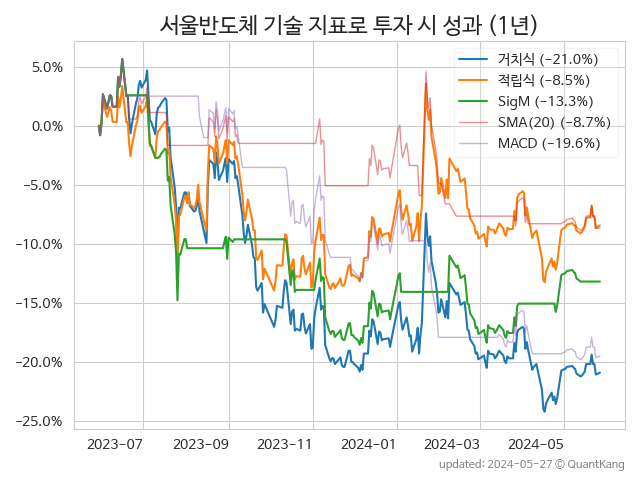 서울반도체 기술 지표로 투자 시 성과 (1년)
거치식 (−21.0%)
적립식 (−8.5%)
SigM (−13.3%)
SMA(20) (−8.7%)
MACD (−19.6%)
5.0%
0.0%
−5.0%
−10.0%
−15.0%
−20.0%
−25.0%
2023-07 2023-09 2023-11 2024-01 2024-03 2024-05
updated: 2024-05-27 © QuantKang